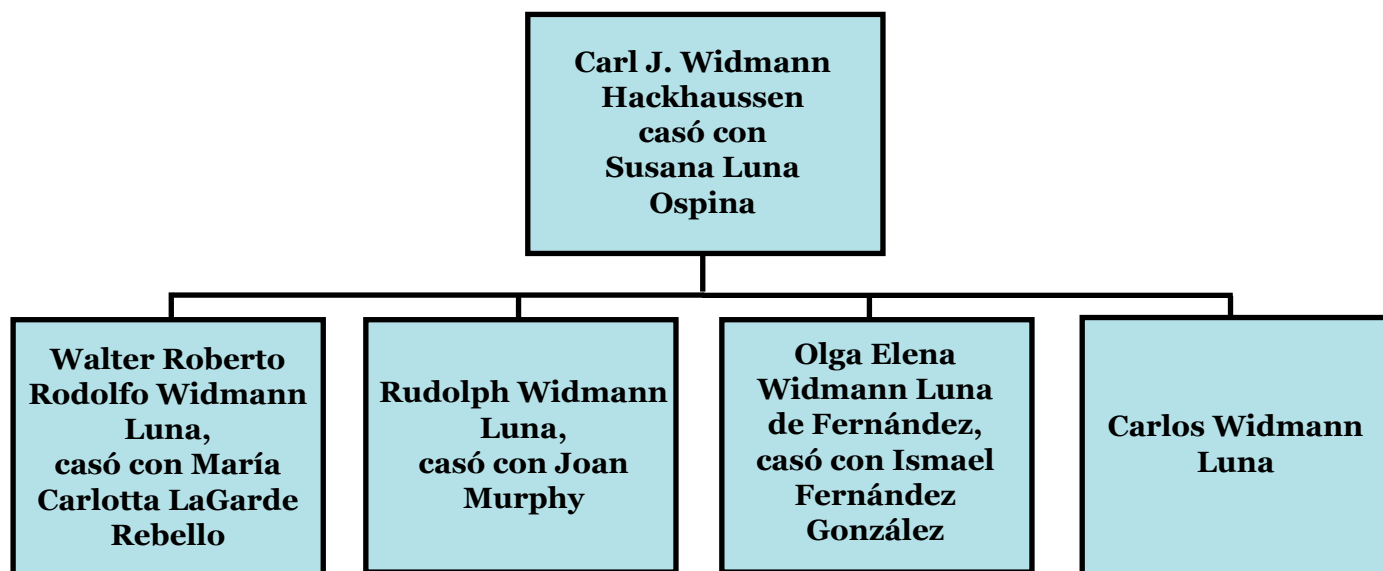 Carl J. Widmann
Hackhaussen
casó con
Susana Luna
Ospina
Walter Roberto
Rodolfo Widmann
Luna,
casó con María
Carlotta LaGarde
Rebello
Rudolph Widmann
Luna,
casó con Joan
Murphy
Olga Elena
Widmann Luna
de Fernández,
casó con Ismael
Fernández
González
Carlos Widmann
Luna